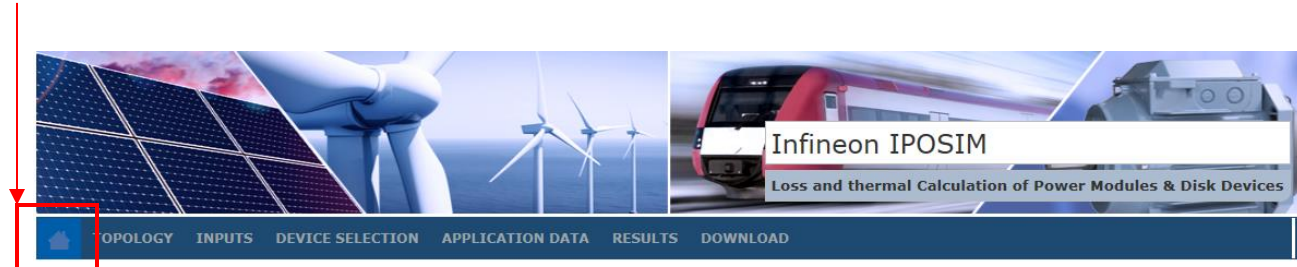 Infineon IPOSIM
Loss and thermal Calculation of Power Modules & Disk Devices
TOPOLOGY INPUTS DEVICE SELECTION APPLICATION DATA RESULTS DOWNLOAD